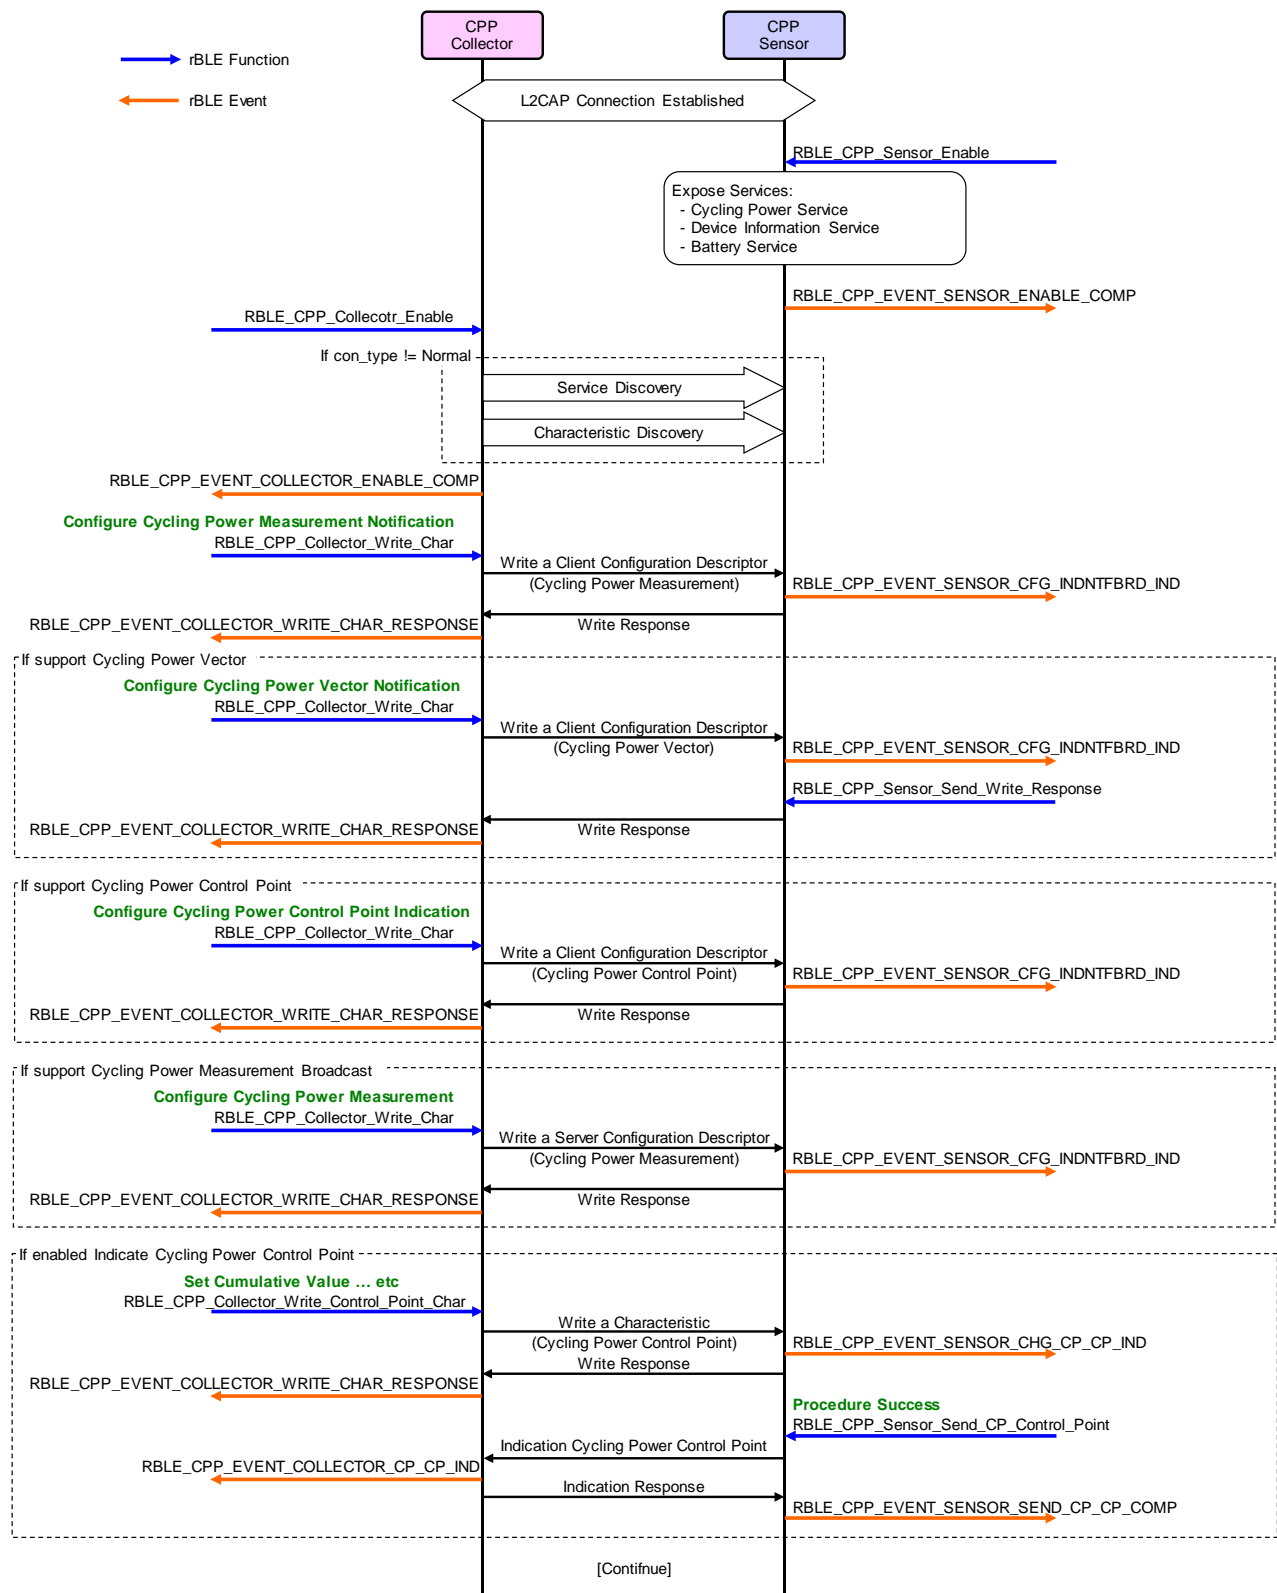 CPP
Collector
CPP
Sensor
rBLE Function
rBLE Event
L2CAP Connection Established
RBLE_CPP_Sensor_Enable
Expose Services:
- Cycling Power Service
- Device Information Service
- Battery Service
RBLE_CPP_EVENT_SENSOR_ENABLE_COMP
RBLE_CPP_Collecotr_Enable
If con_type != Normal
Service Discovery
Characteristic Discovery
RBLE_CPP_EVENT_COLLECTOR_ENABLE_COMP
Configure Cycling Power Measurement Notification
RBLE_CPP_Collector_Write_Char
Write a Client Configuration Descriptor
(Cycling Power Measurement)
RBLE_CPP_EVENT_SENSOR_CFG_INDNTFBRD_IND
Write Response
RBLE_CPP_EVENT_COLLECTOR_WRITE_CHAR_RESPONSE
If support Cycling Power Vector
Configure Cycling Power Vector Notification
RBLE_CPP_Collector_Write_Char
Write a Client Configuration Descriptor
(Cycling Power Vector)
RBLE_CPP_EVENT_SENSOR_CFG_INDNTFBRD_IND
RBLE_CPP_Sensor_Send_Write_Response
Write Response
RBLE_CPP_EVENT_COLLECTOR_WRITE_CHAR_RESPONSE
If support Cycling Power Control Point
Configure Cycling Power Control Point Indication
RBLE_CPP_Collector_Write_Char
Write a Client Configuration Descriptor
(Cycling Power Control Point)
RBLE_CPP_EVENT_SENSOR_CFG_INDNTFBRD_IND
Write Response
RBLE_CPP_EVENT_COLLECTOR_WRITE_CHAR_RESPONSE
If support Cycling Power Measurement Broadcast
Configure Cycling Power Measurement
RBLE_CPP_Collector_Write_Char
Write a Server Configuration Descriptor
(Cycling Power Measurement)
RBLE_CPP_EVENT_SENSOR_CFG_INDNTFBRD_IND
Write Response
RBLE_CPP_EVENT_COLLECTOR_WRITE_CHAR_RESPONSE
If enabled Indicate Cycling Power Control Point
Set Cumulative Value … etc
RBLE_CPP_Collector_Write_Control_Point_Char
Write a Characteristic
(Cycling Power Control Point)
RBLE_CPP_EVENT_SENSOR_CHG_CP_CP_IND
Write Response
RBLE_CPP_EVENT_COLLECTOR_WRITE_CHAR_RESPONSE
Procedure Success
RBLE_CPP_Sensor_Send_CP_Control_Point
Indication Cycling Power Control Point
RBLE_CPP_EVENT_COLLECTOR_CP_CP_IND
Indication Response
RBLE_CPP_EVENT_SENSOR_SEND_CP_CP_COMP
[Contifnue]